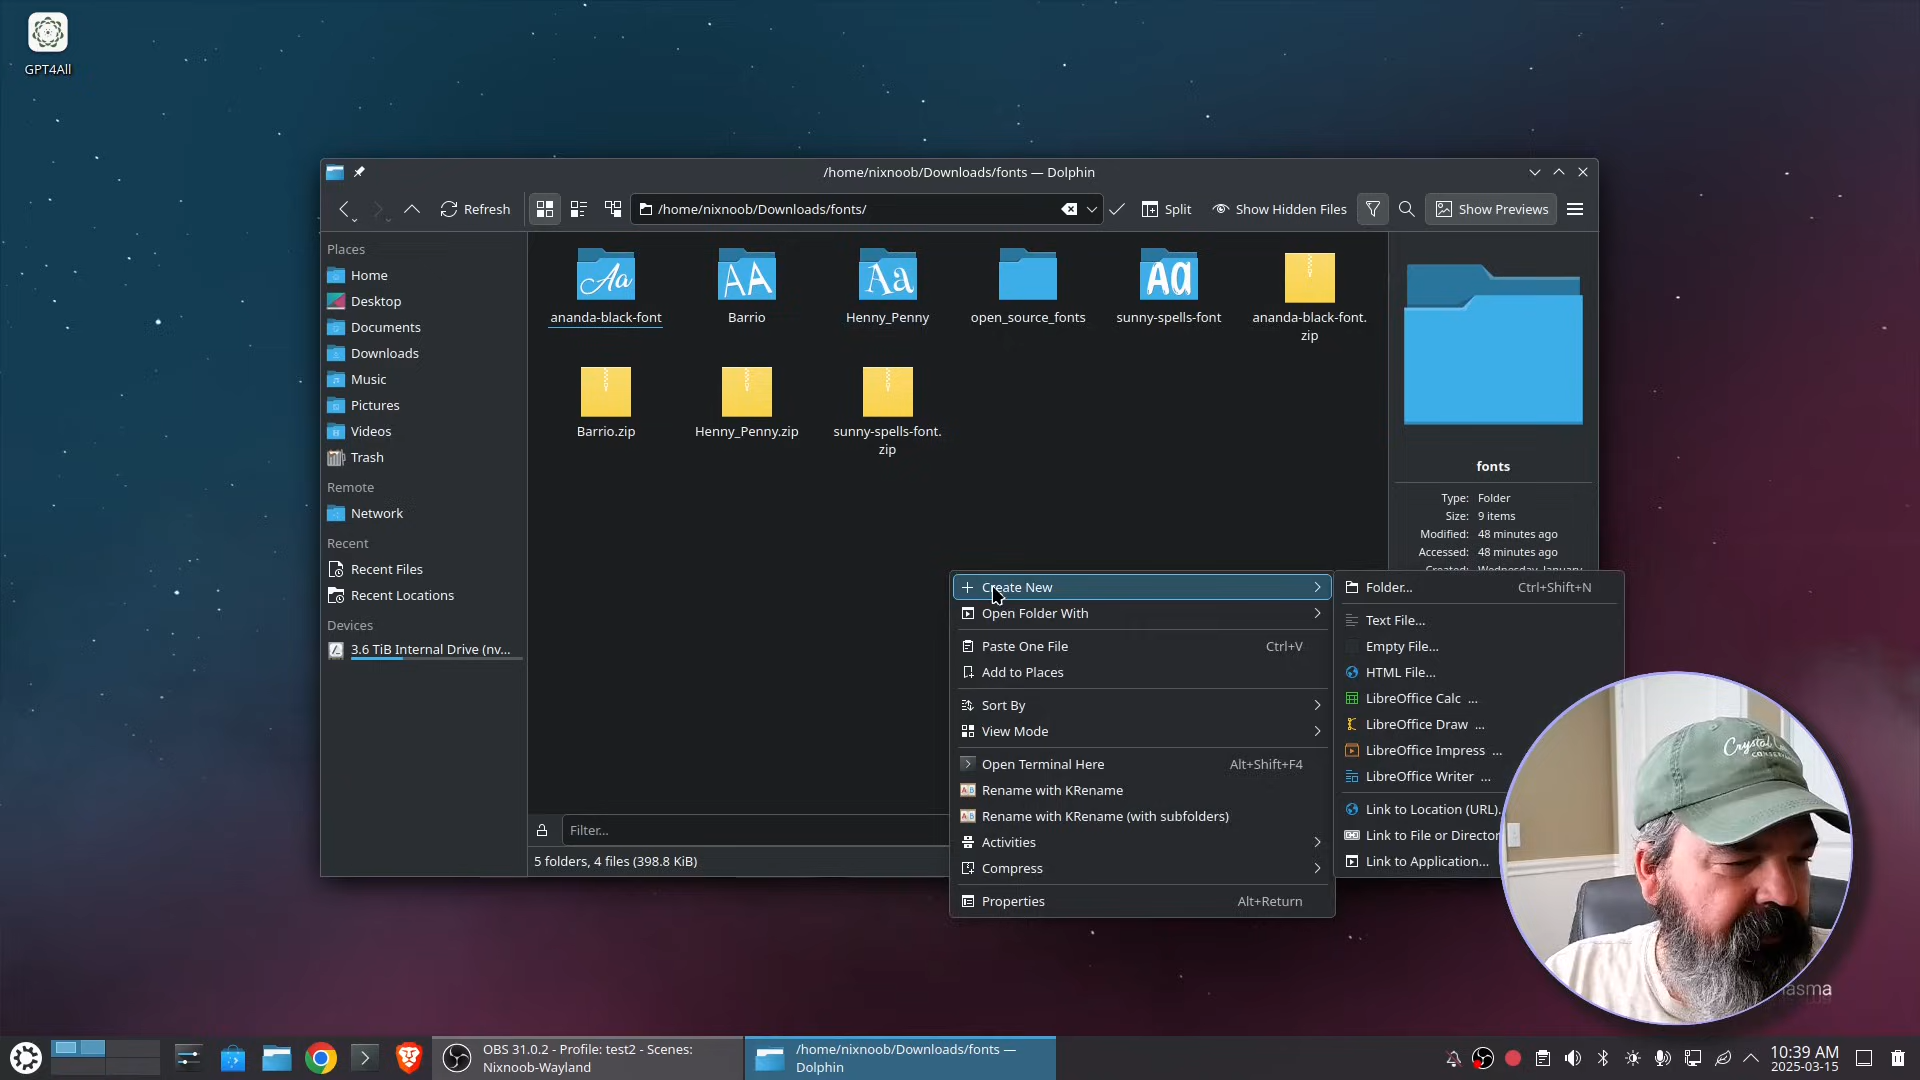 GPT4All
/home/nixnoob/Downloads/fonts — Dolphin
Refresh
/home/nixnoob/Downloads/fonts/
Split
Show Hidden Files
Show Previews
Places
Home
Desktop
Documents
Downloads
Music
Pictures
Videos
Trash
Remote
Network
Recent
Recent Files
Recent Locations
Devices
3.6 TiB Internal Drive (nv...
Aa
AA
Aa
Aa
ananda-black-font
Barrio
Henny_Penny
open_source_fonts
sunny-spells-font
ananda-black-font.
zip
Barrio.zip
Henny_Penny.zip
sunny-spells-font.
zip
fonts
Type: Folder
Size: 9 items
Modified: 48 minutes ago
Accessed: 48 minutes ago
Created: Wednesday, January
Filter...
5 folders, 4 files (398.8 KiB)
Create New
Open Folder With
Paste One File Ctrl+V
Add to Places
Sort By
View Mode
Open Terminal Here Alt+Shift+F4
Rename with KRename
Rename with KRename (with subfolders)
Activities
Compress
Properties Alt+Return
Folder... Ctrl+Shift+N
Text File...
Empty File...
HTML File...
LibreOffice Calc ...
LibreOffice Draw ...
LibreOffice Impress ...
LibreOffice Writer ...
Link to Location (URL).
Link to File or Director
Link to Application...
Crystal
asma
OBS 31.0.2 - Profile: test2 - Scenes:
Nixnoob-Wayland
/home/nixnoob/Downloads/fonts —
Dolphin
10:39 AM
2025-03-15